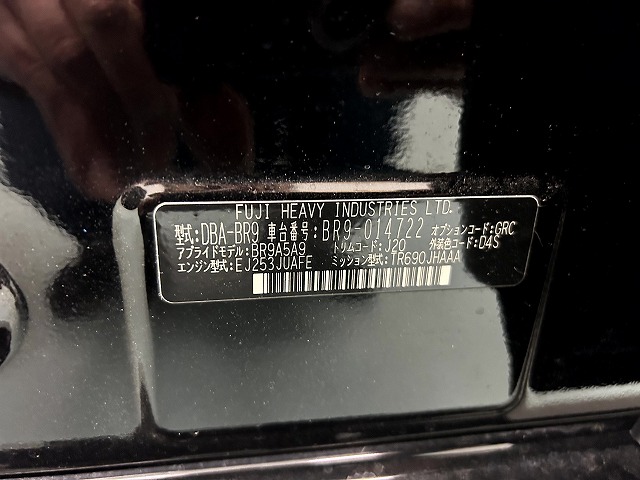 FUJI HEAVY INDUSTRIES LTD.
型式:DBA-BR9 車台番号:BR9-014722 オプションコード:GRC
アプライドモデル:BR9A5A9 トリムコード:J20 外装色コード:D4S
エンジン型式:EJ253JUAFE ミッション型式:TR690JHAAA